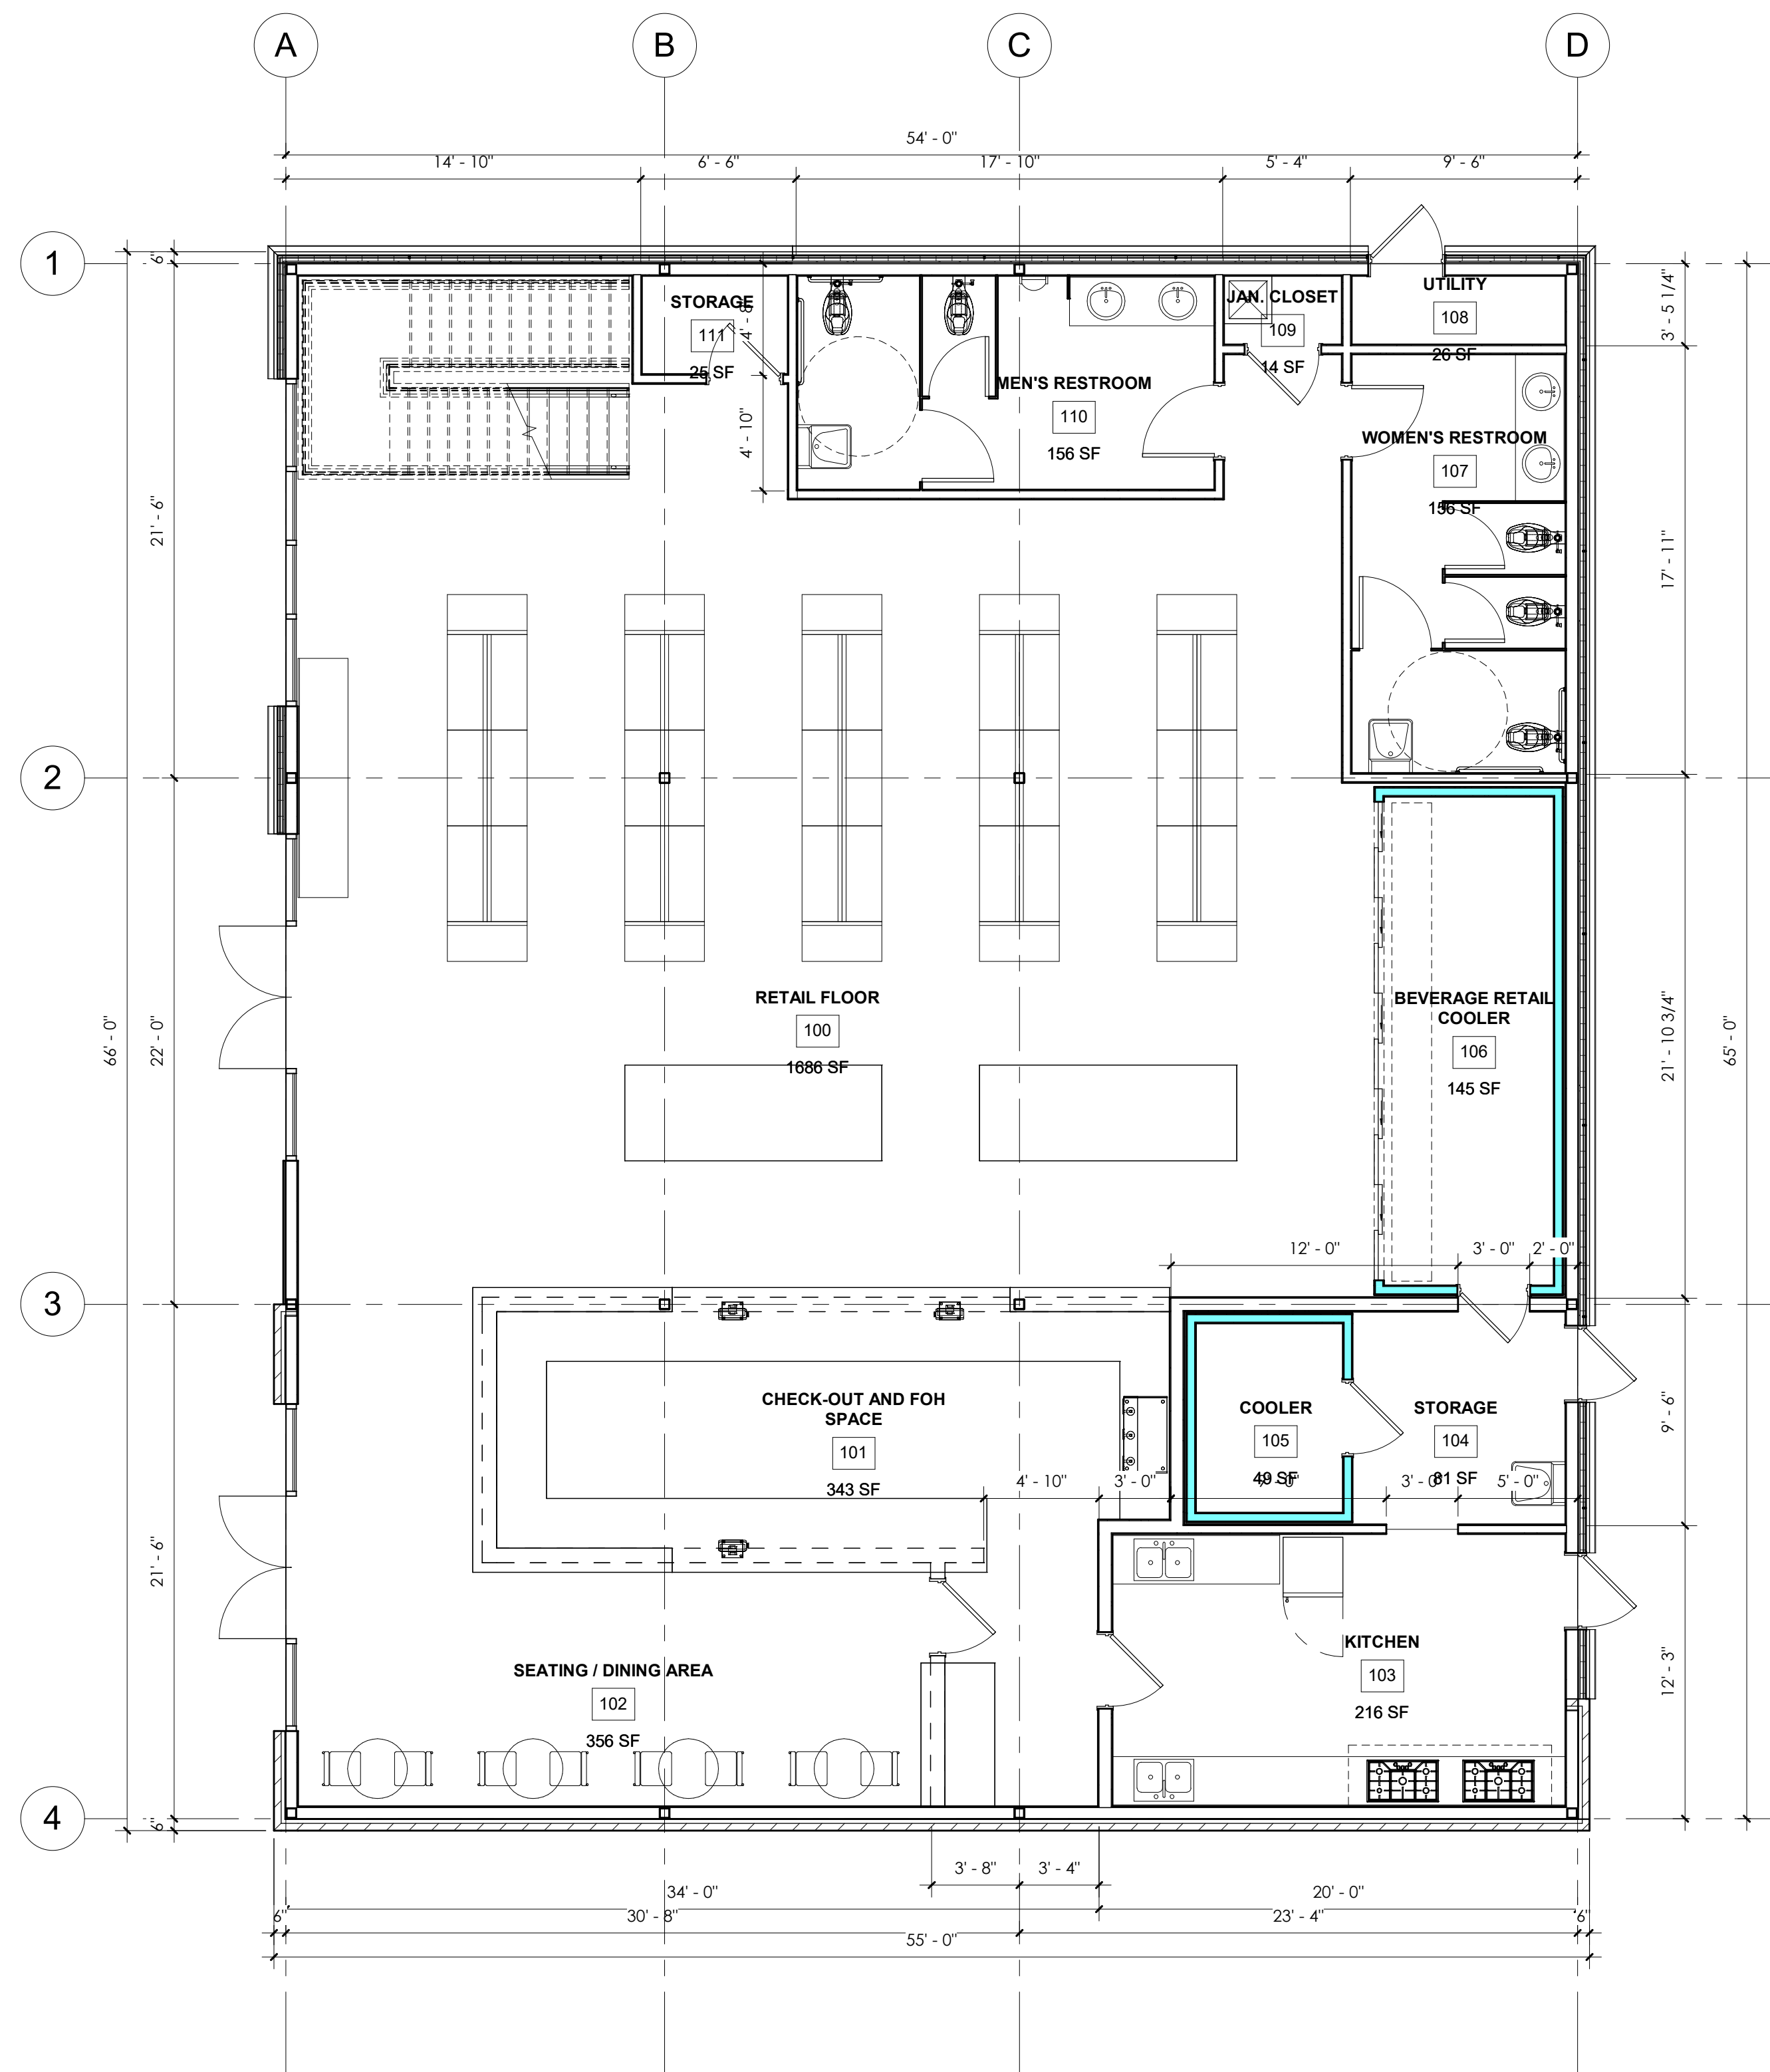 A
B
C
D
54' - 0"
14' - 10"
6' - 6"
17' - 10"
5' - 4"
9' - 6"
1
6"
STORAGE
111
25 SF
4' - 8"
4' - 10"
JAN. CLOSET
109
14 SF
UTILITY
108
26 SF
3' - 5 1/4"
MEN'S RESTROOM
110
156 SF
WOMEN'S RESTROOM
107
156 SF
21' - 6"
17' - 11"
2
RETAIL FLOOR
100
1686 SF
BEVERAGE RETAIL
COOLER
106
145 SF
66' - 0"
22' - 0"
21' - 10 3/4"
65' - 0"
12' - 0"
3' - 0"
2' - 0"
3
CHECK-OUT AND FOH
SPACE
101
343 SF
COOLER
105
49 SF
STORAGE
104
81 SF
9' - 6"
4' - 10"
3' - 0"
3' - 0"
5' - 0"
21' - 6"
KITCHEN
103
216 SF
SEATING / DINING AREA
102
356 SF
12' - 3"
4
6"
3' - 8"
3' - 4"
34' - 0"
20' - 0"
6"
30' - 8"
23' - 4"
6"
55' - 0"